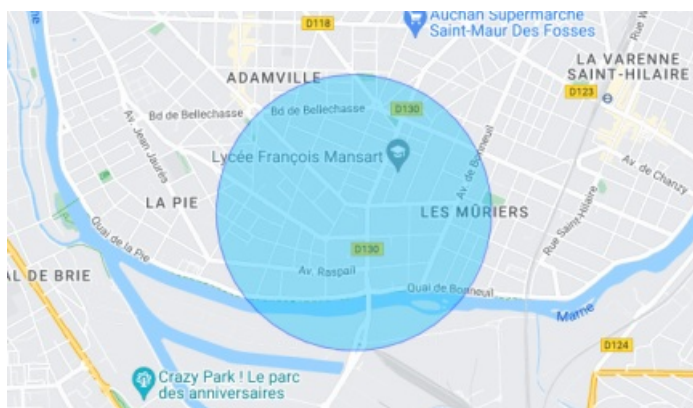 Marne
D118
Auchan Supermarché
Saint-Maur Des Fosses
Rue W
LA VARENNE
SAINT-HILAIRE
ADAMVILLE
D123
Bd de Bellechasse
Bd de Bellechasse
D130
Av. Jean Jaurès
Lycée François Mansart
Av. de Bonneuil
Av. de Chanzy
LA PIE
LES MÛRIERS
Rue Saint-Hilaire
Quai de la Pie
D130
AL DE BRIE
Av. Raspail
Quai de Bonneuil
Marne
D124
Crazy Park ! Le parc
des anniversaires